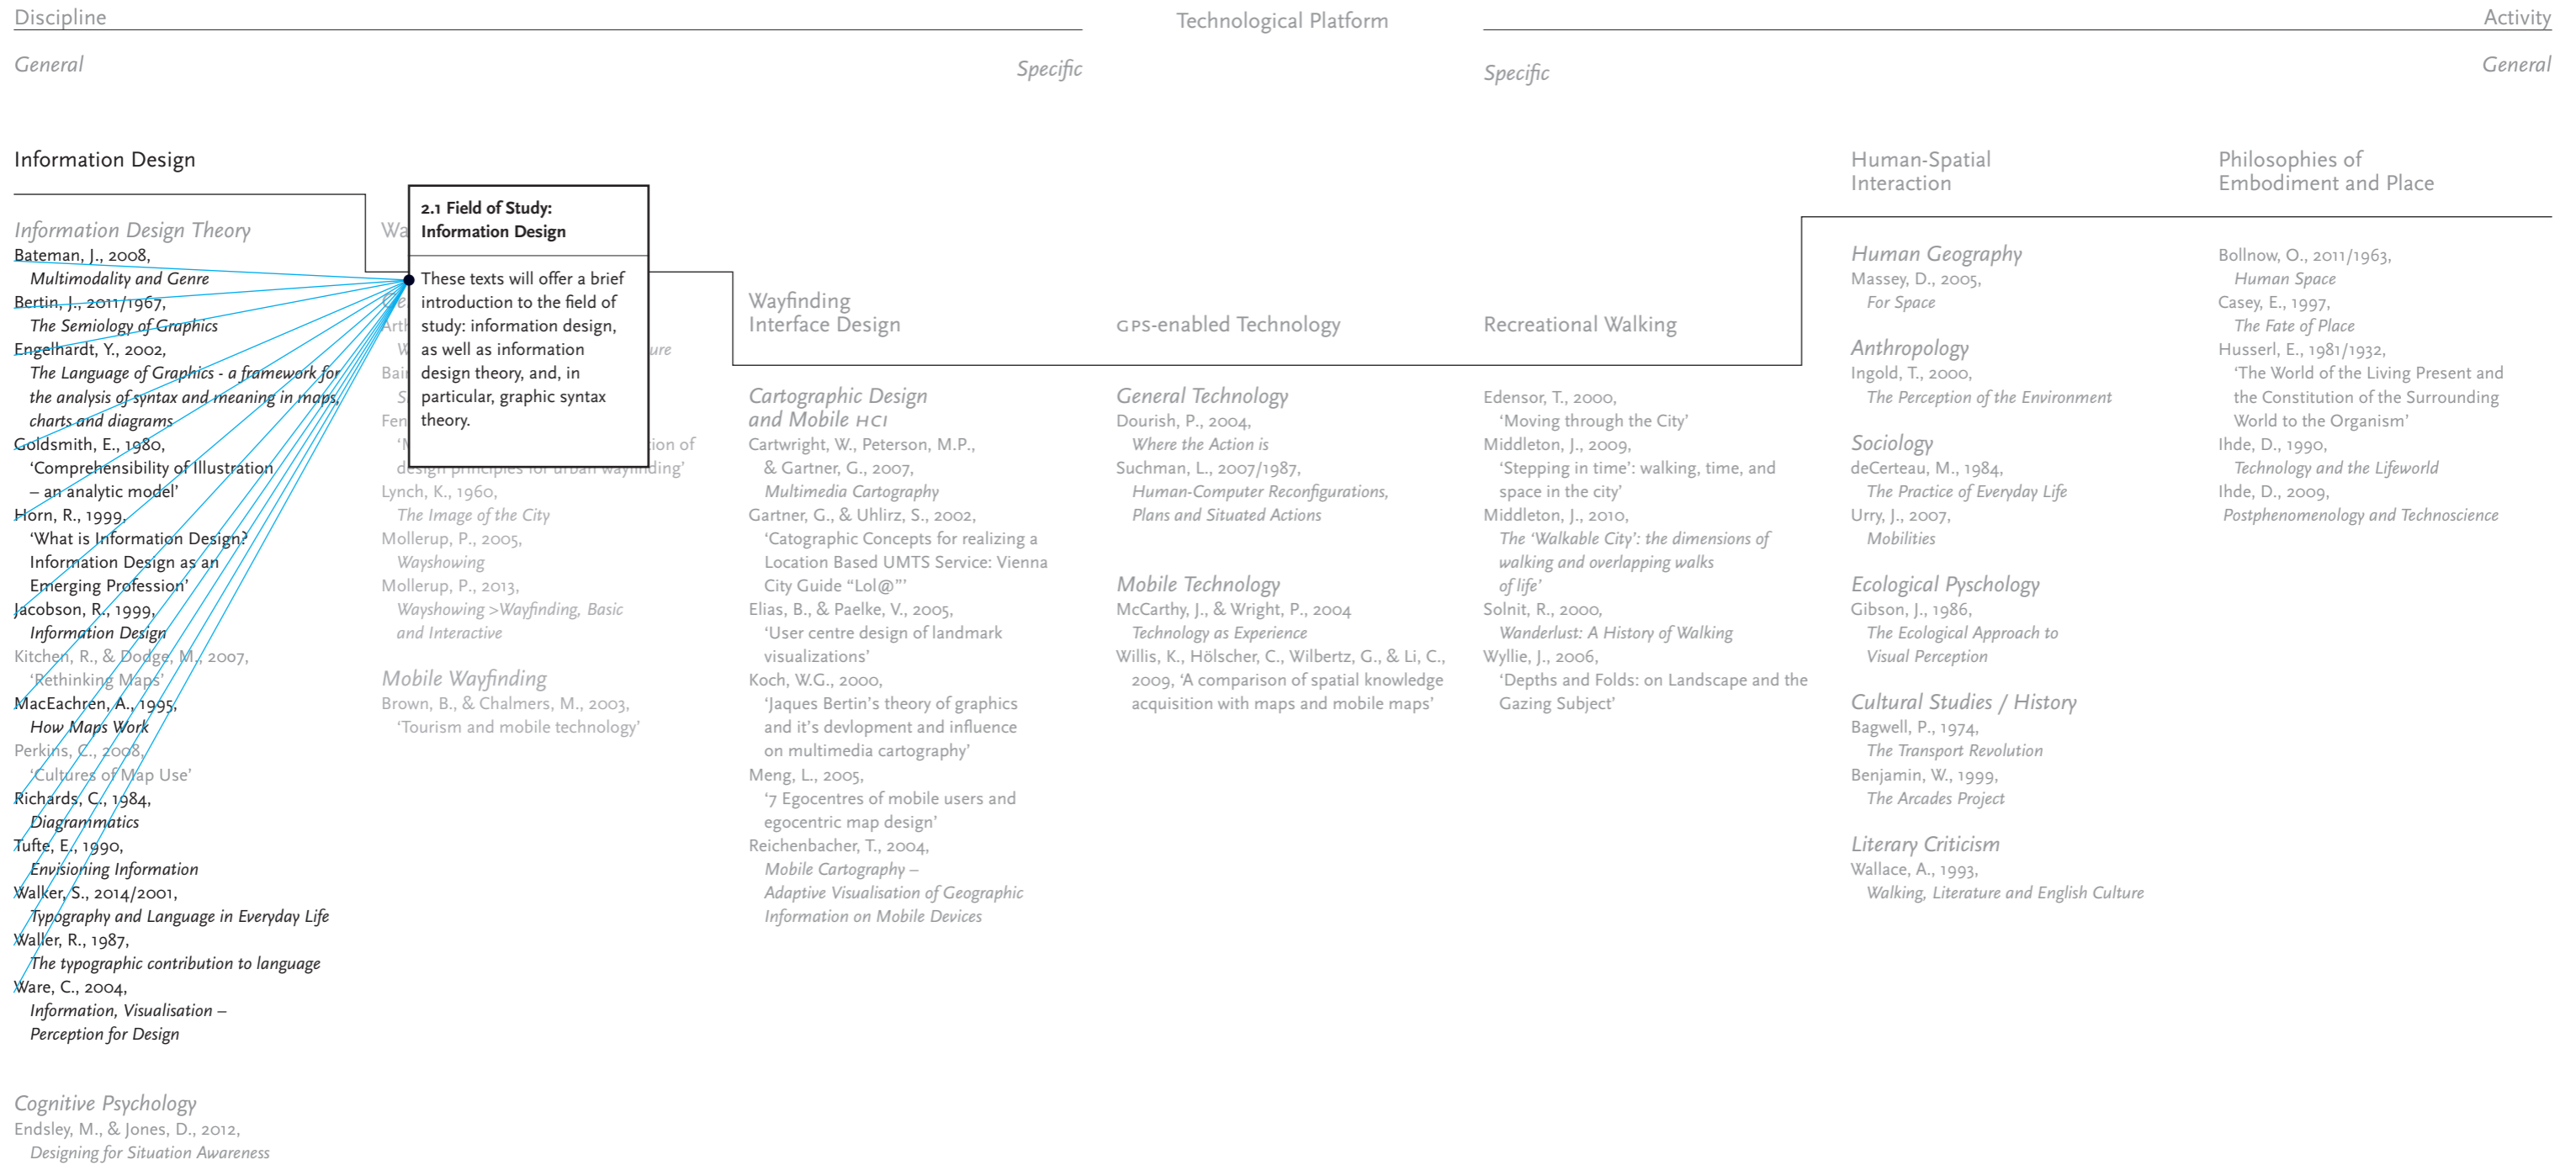 Discipline
Technological Platform
Activity
General
Specific
Specific
General
Information Design
Information Design Theory
Bateman, J., 2008,
Multimodality and Genre
Bertin, J., 2011/1967,
The Semiology of Graphics
Engelhardt, Y., 2002,
The Language of Graphics - a framework for
the analysis of syntax and meaning in maps,
charts and diagrams
Goldsmith, E., 1980,
‘Comprehensibility of Illustration
– an analytic model’
Horn, R., 1999,
‘What is Information Design?
Information Design as an
Emerging Profession’
Jacobson, R., 1999,
Information Design
Kitchen, R., & Dodge, M., 2007,
‘Rethinking Maps’
MacEachren, A., 1995,
How Maps Work
Perkins, C., 2008,
‘Cultures of Map Use’
Richards, C., 1984,
Diagrammatics
Tufte, E., 1990,
Envisioning Information
Walker, S., 2014/2001,
Typography and Language in Everyday Life
Waller, R., 1987,
The typographic contribution to language
Ware, C., 2004,
Information, Visualisation –
Perception for Design
Cognitive Psychology
Endsley, M., & Jones, D., 2012,
Designing for Situation Awareness
2.1 Field of Study:
Information Design
These texts will offer a brief
introduction to the field of
study: information design,
as well as information
design theory, and, in
particular, graphic syntax
theory.
design principles for urban wayfinding’
Lynch, K., 1960,
The Image of the City
Mollerup, P., 2005,
Wayshowing
Mollerup, P., 2013,
Wayshowing >Wayfinding, Basic
and Interactive
Mobile Wayfinding
Brown, B., & Chalmers, M., 2003,
‘Tourism and mobile technology’
Wayfinding
Interface Design
Cartographic Design
and Mobile HCI
Cartwright, W., Peterson, M.P.,
& Gartner, G., 2007,
Multimedia Cartography
Gartner, G., & Uhlirz, S., 2002,
‘Catographic Concepts for realizing a
Location Based UMTS Service: Vienna
City Guide “Lol@”’
Elias, B., & Paelke, V., 2005,
‘User centre design of landmark
visualizations’
Koch, W.G., 2000,
‘Jaques Bertin’s theory of graphics
and it’s devlopment and influence
on multimedia cartography’
Meng, L., 2005,
‘7 Egocentres of mobile users and
egocentric map design’
Reichenbacher, T., 2004,
Mobile Cartography –
Adaptive Visualisation of Geographic
Information on Mobile Devices
GPS-enabled Technology
General Technology
Dourish, P., 2004,
Where the Action is
Suchman, L., 2007/1987,
Human-Computer Reconfigurations,
Plans and Situated Actions
Mobile Technology
McCarthy, J., & Wright, P., 2004
Technology as Experience
Willis, K., Hölscher, C., Wilbertz, G., & Li, C.,
2009, ‘A comparison of spatial knowledge
acquisition with maps and mobile maps’
Recreational Walking
Edensor, T., 2000,
‘Moving through the City’
Middleton, J., 2009,
‘Stepping in time’: walking, time, and
space in the city’
Middleton, J., 2010,
The ‘Walkable City’: the dimensions of
walking and overlapping walks
of life’
Solnit, R., 2000,
Wanderlust: A History of Walking
Wyllie, J., 2006,
‘Depths and Folds: on Landscape and the
Gazing Subject’
Human-Spatial
Interaction
Human Geography
Massey, D., 2005,
For Space
Anthropology
Ingold, T., 2000,
The Perception of the Environment
Sociology
deCerteau, M., 1984,
The Practice of Everyday Life
Urry, J., 2007,
Mobilities
Ecological Pyschology
Gibson, J., 1986,
The Ecological Approach to
Visual Perception
Cultural Studies / History
Bagwell, P., 1974,
The Transport Revolution
Benjamin, W., 1999,
The Arcades Project
Literary Criticism
Wallace, A., 1993,
Walking, Literature and English Culture
Philosophies of
Embodiment and Place
Bollnow, O., 2011/1963,
Human Space
Casey, E., 1997,
The Fate of Place
Husserl, E., 1981/1932,
‘The World of the Living Present and
the Constitution of the Surrounding
World to the Organism’
Ihde, D., 1990,
Technology and the Lifeworld
Ihde, D., 2009,
Postphenomenology and Technoscience